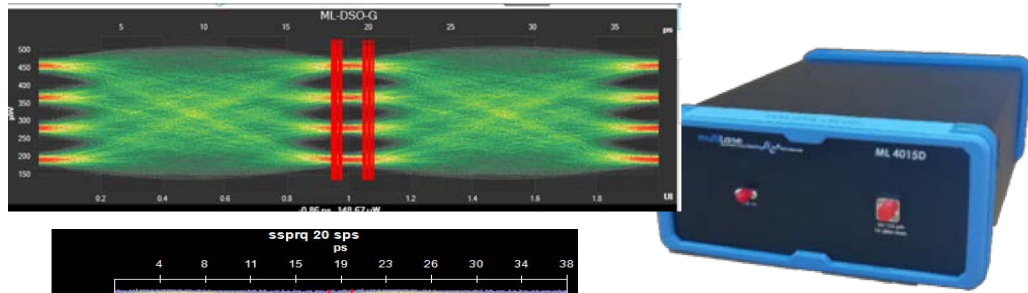 ML-DSO-G
5 10 15 20 25 30 35 ps
500
450
400
350
300
250
200
150
µW
0.2 0.4 0.6 0.8 1 1.2 1.4 1.6 1.8 UI
-0.86 ps, 148.67 µW
ssprq 20 sps
ps
4 8 11 15 19 23 26 30 34 38
multiLane
ML 4015D